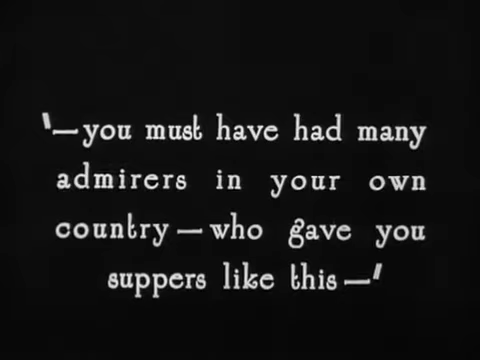 '—you must have had many
admirers in your own
country—who gave you
suppers like this—'